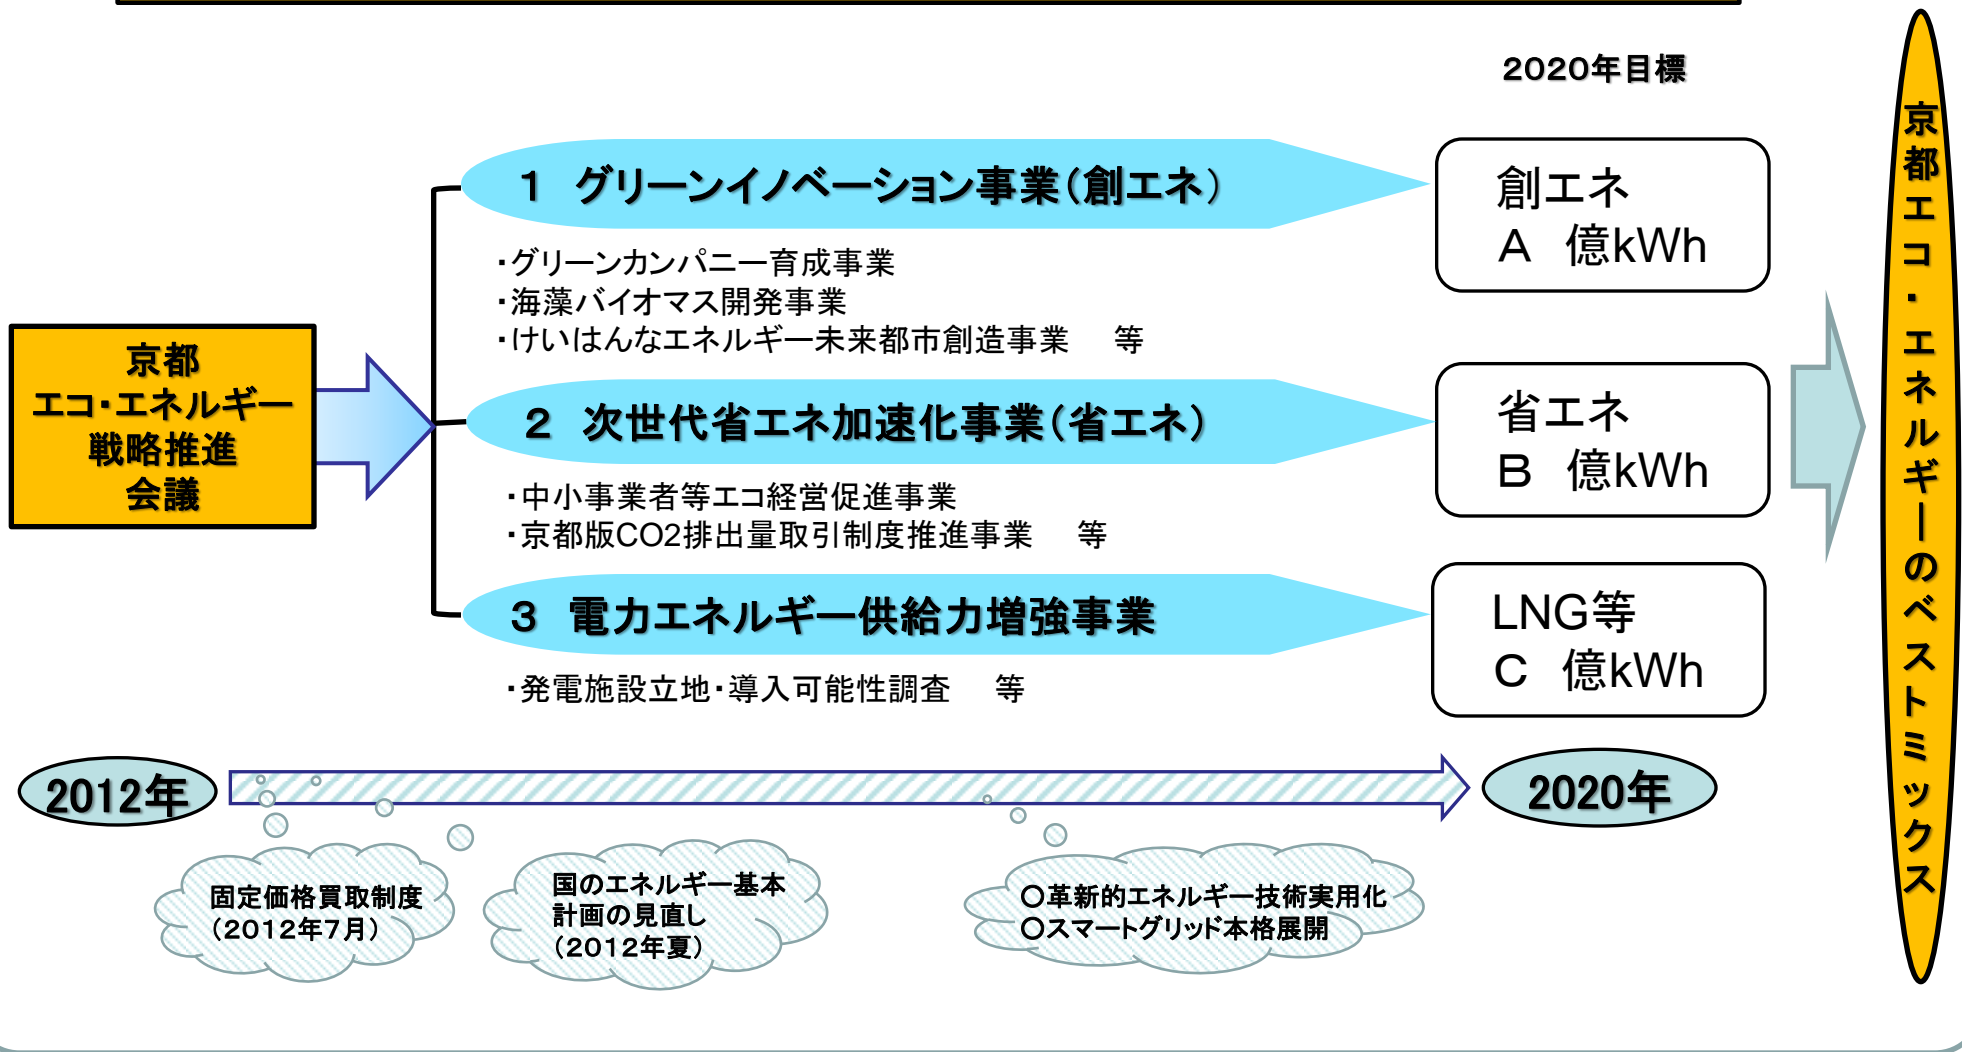 2020年目標
京都
エコ・エネルギー
戦略推進
会議
1　グリーンイノベーション事業（創エネ）
・グリーンカンパニー育成事業
・海藻バイオマス開発事業
・けいはんなエネルギー未来都市創造事業　等
創エネ
A　億kWh
2　次世代省エネ加速化事業（省エネ）
・中小事業者等エコ経営促進事業
・京都版CO2排出量取引制度推進事業　等
省エネ
B　億kWh
3　電力エネルギー供給力増強事業
・発電施設立地・導入可能性調査　等
LNG等
C　億kWh
京都エコ・エネルギーのベストミックス
2012年
2020年
固定価格買取制度
（2012年7月）
国のエネルギー基本
計画の見直し
（2012年夏）
○革新的エネルギー技術実用化
○スマートグリッド本格展開